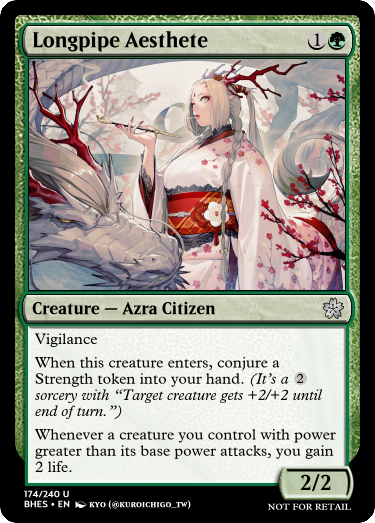 Longpipe Aesthete 1
Creature — Azra Citizen
Vigilance
When this creature enters, conjure a
Strength token into your hand. (It's a 2
sorcery with “Target creature gets +2/+2 until
end of turn.”)
Whenever a creature you control with power
greater than its base power attacks, you gain
2 life.
2/2
174/240 U
BHES • EN KYO (@KUROICHIGO_TW)
NOT FOR RETAIL